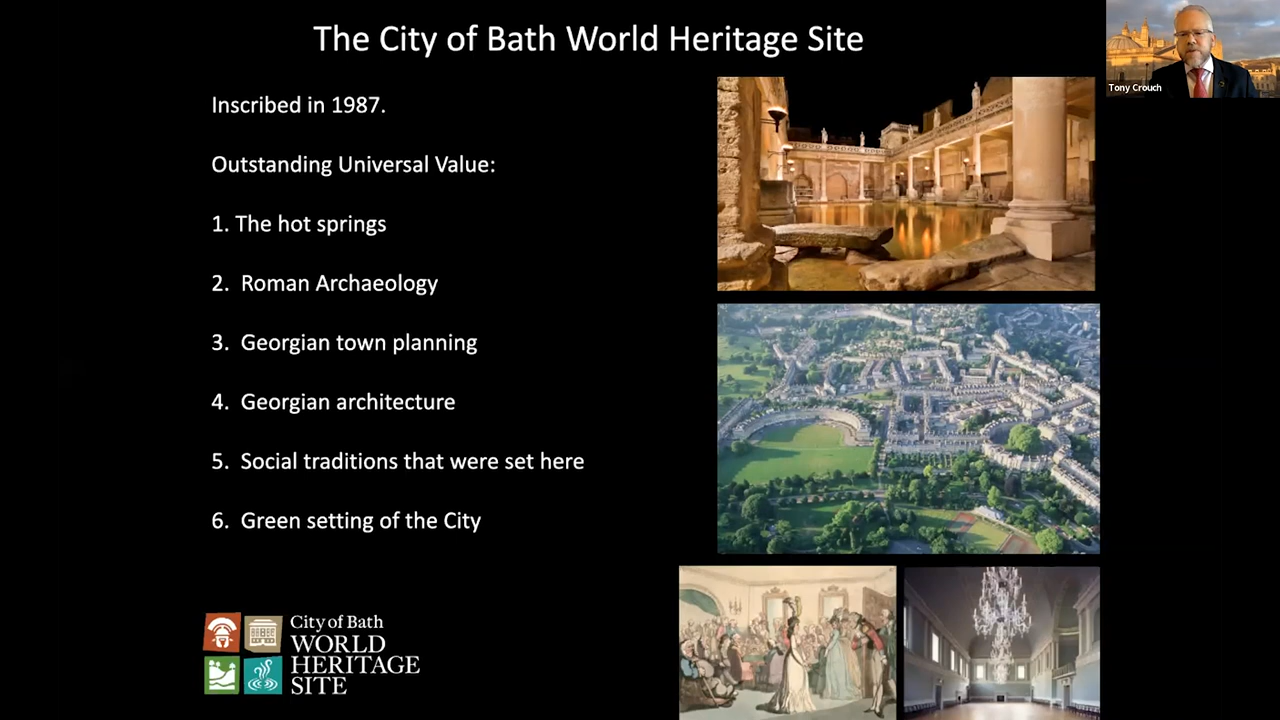 The City of Bath World Heritage Site
Tony Crouch
Inscribed in 1987.
Outstanding Universal Value:
1. The hot springs
2. Roman Archaeology
3. Georgian town planning
4. Georgian architecture
5. Social traditions that were set here
6. Green setting of the City
City of Bath
WORLD
HERITAGE
SITE